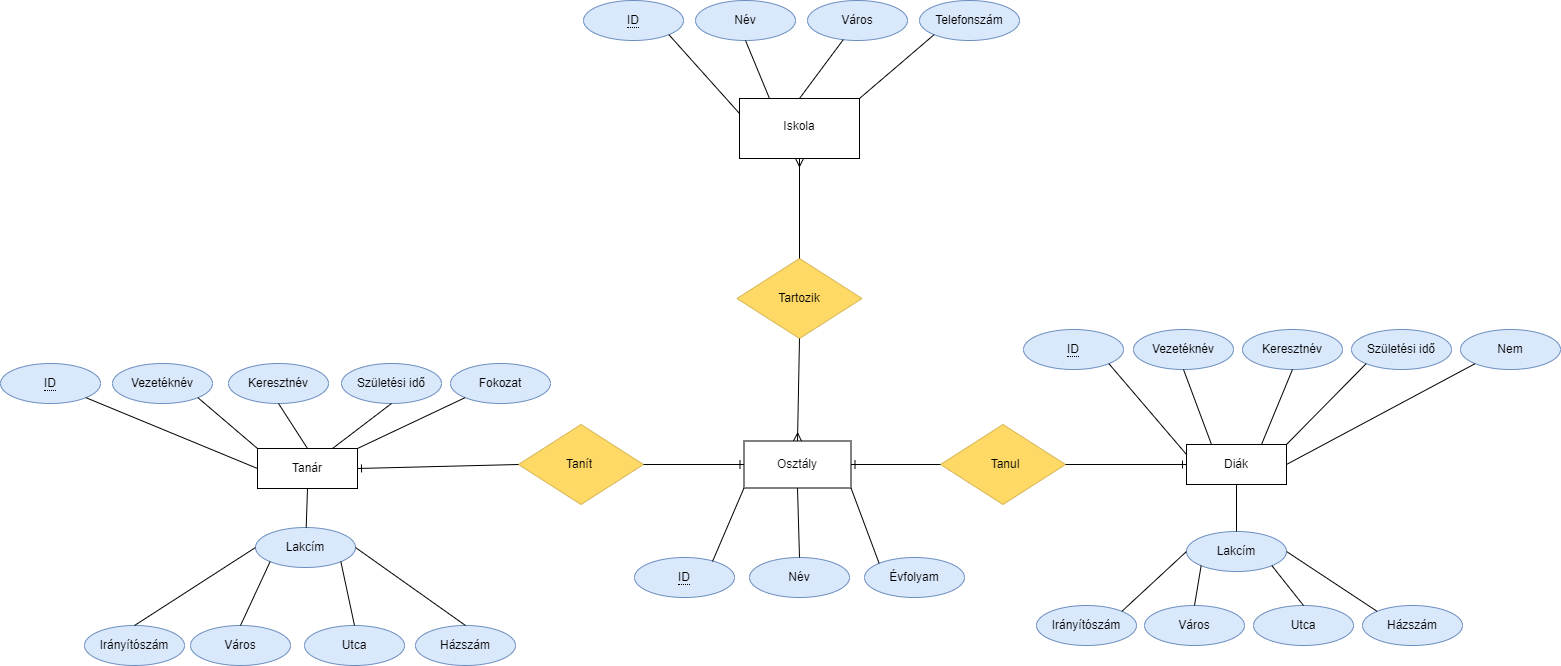 ID
Név
Város
Telefonszám
Iskola
Tartozik
ID
Vezetéknév
Keresztnév
Születési idő
Nem
ID
Vezetéknév
Keresztnév
Születési idő
Fokozat
Tanár
Tanít
Osztály
Tanul
Diák
Lakcím
Lakcím
ID
Név
Évfolyam
Irányítószám
Város
Utca
Házszám
Irányítószám
Város
Utca
Házszám